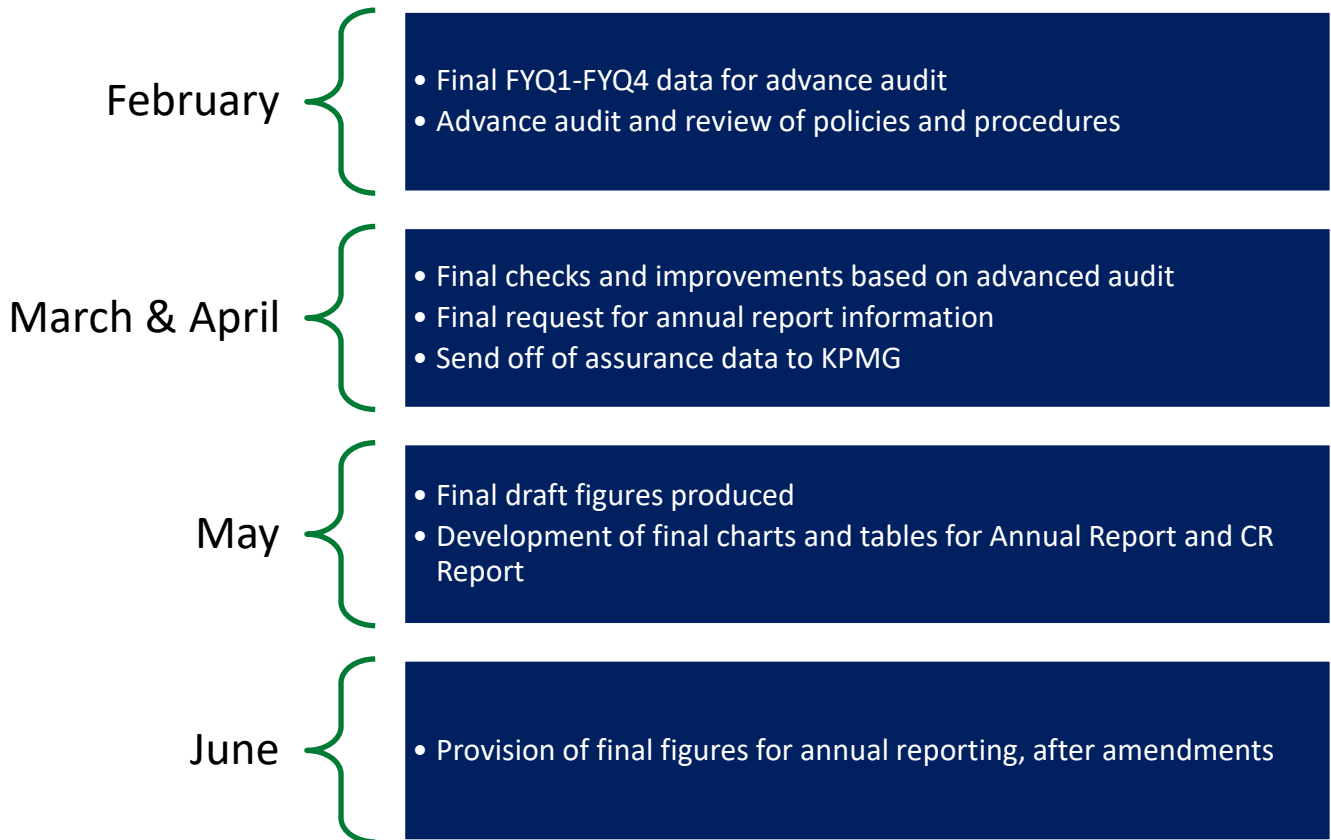 February
• Final FYQ1-FYQ4 data for advance audit
• Advance audit and review of policies and procedures
March & April
• Final checks and improvements based on advanced audit
• Final request for annual report information
• Send off of assurance data to KPMG
May
• Final draft figures produced
• Development of final charts and tables for Annual Report and CR
Report
June
• Provision of final figures for annual reporting, after amendments